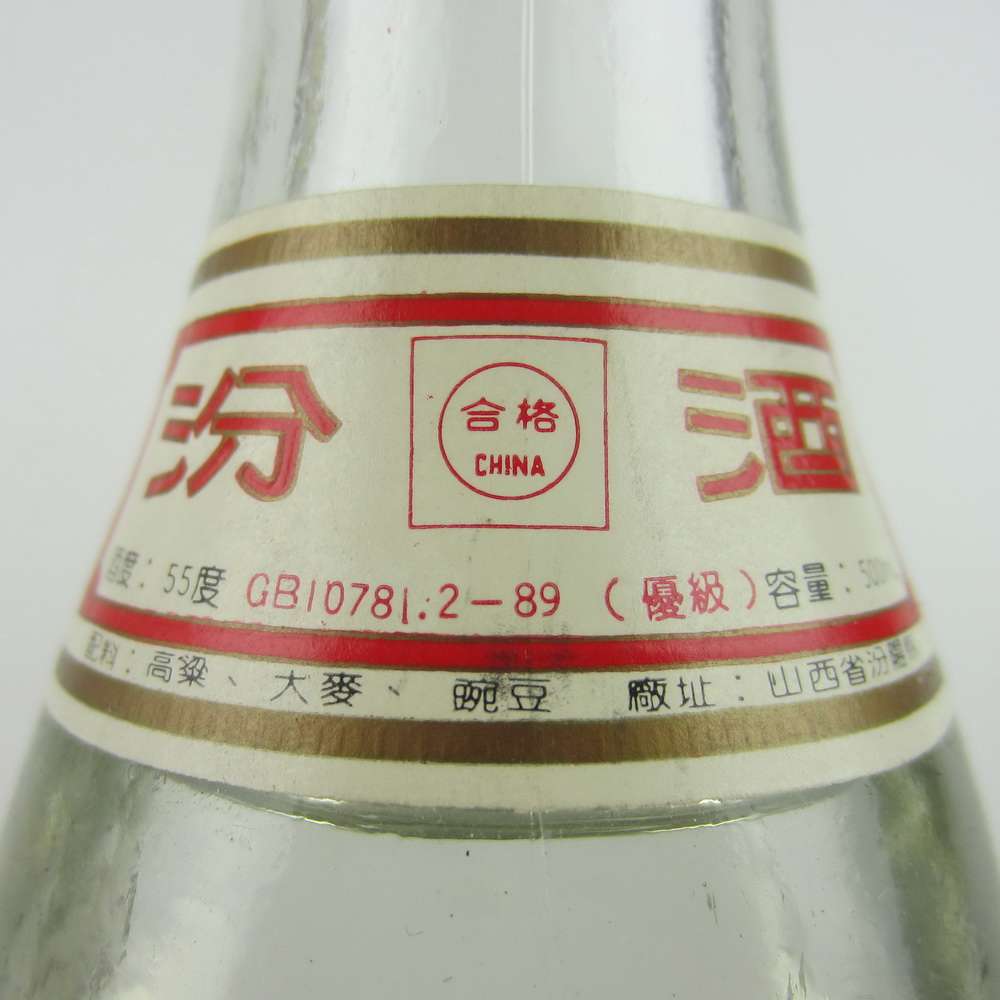 汾 酒
合格
CHINA
度: 55度 GB10781.2-89 (優級) 容量: 500
配料: 高粱、大麥、豌豆 廠址: 山西省汾陽